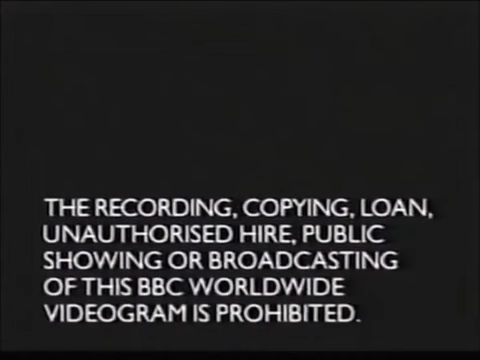 THE RECORDING, COPYING, LOAN,
UNAUTHORISED HIRE, PUBLIC
SHOWING OR BROADCASTING
OF THIS BBC WORLDWIDE
VIDEOGRAM IS PROHIBITED.